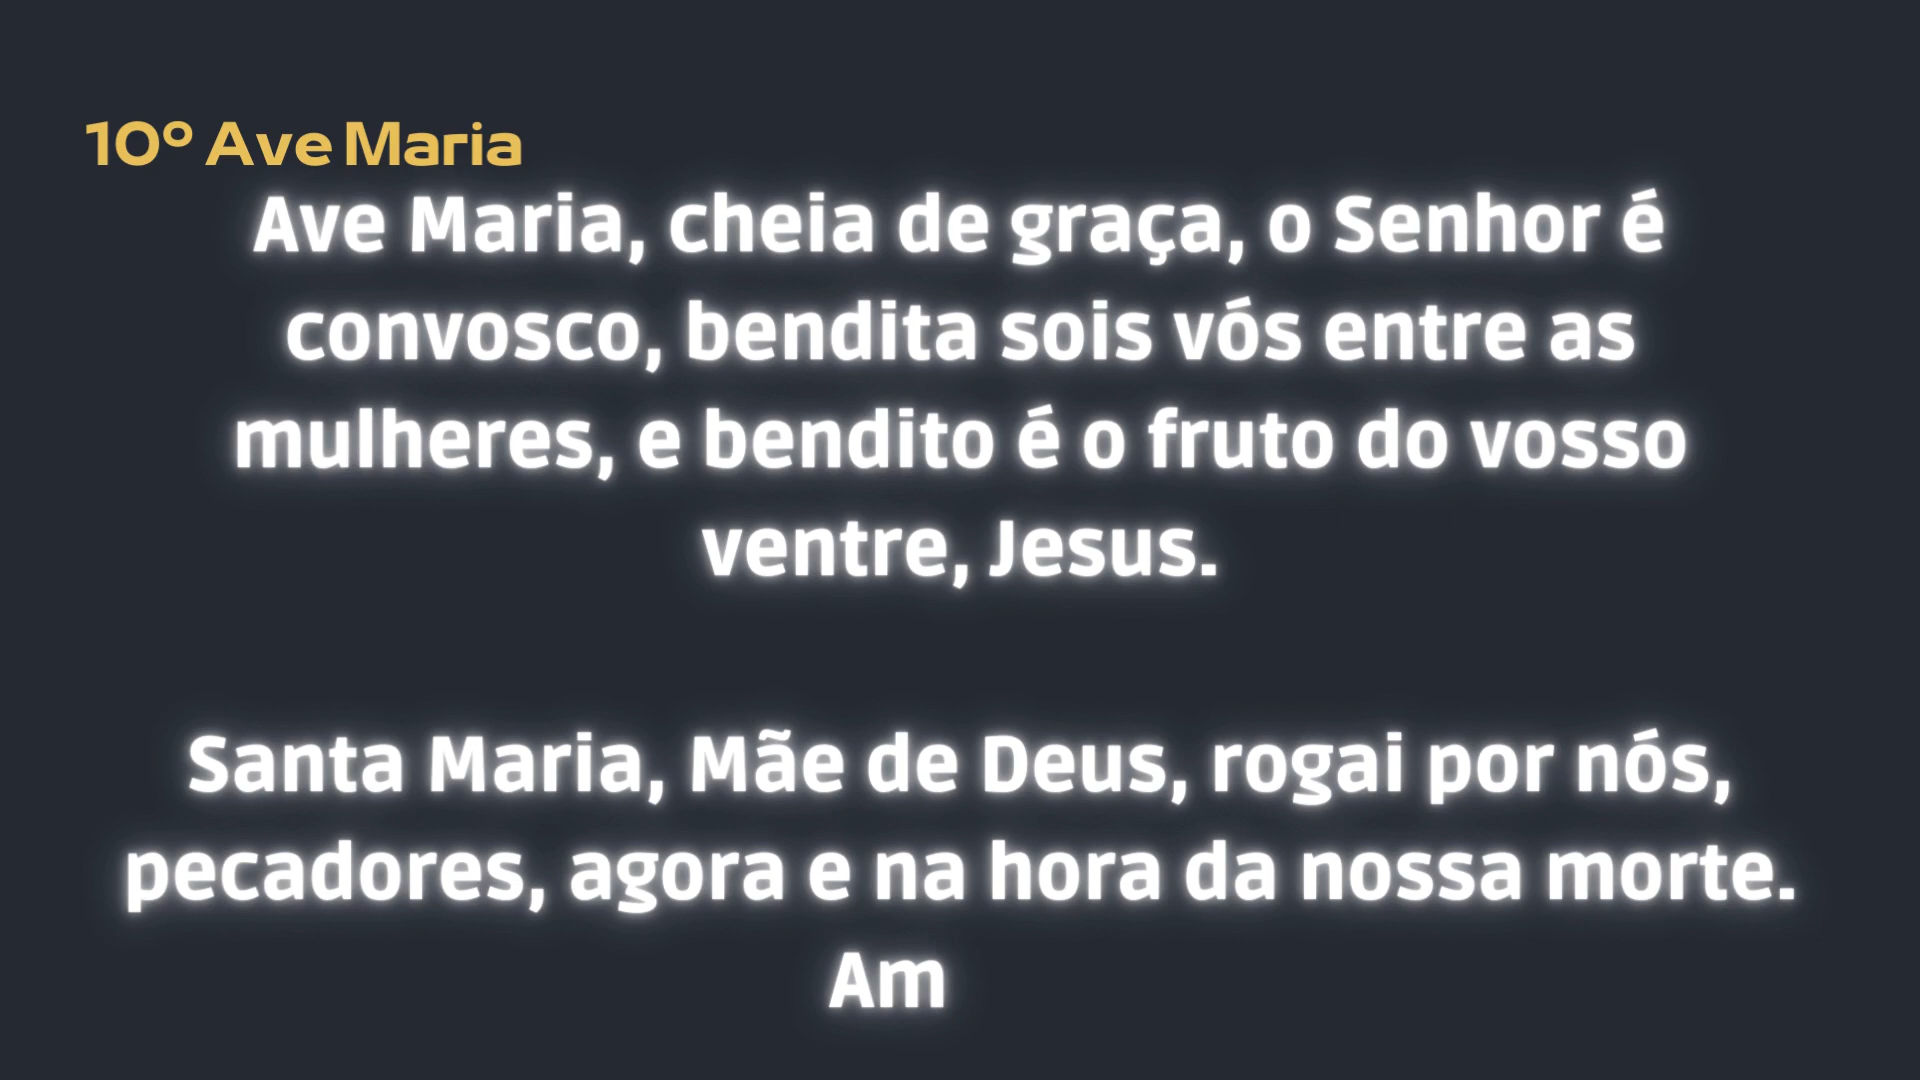 10º Ave Maria
Ave Maria, cheia de graça, o Senhor é
convosco, bendita sois vós entre as
mulheres, e bendito é o fruto do vosso
ventre, Jesus.
Santa Maria, Mãe de Deus, rogai por nós,
pecadores, agora e na hora da nossa morte.
Am